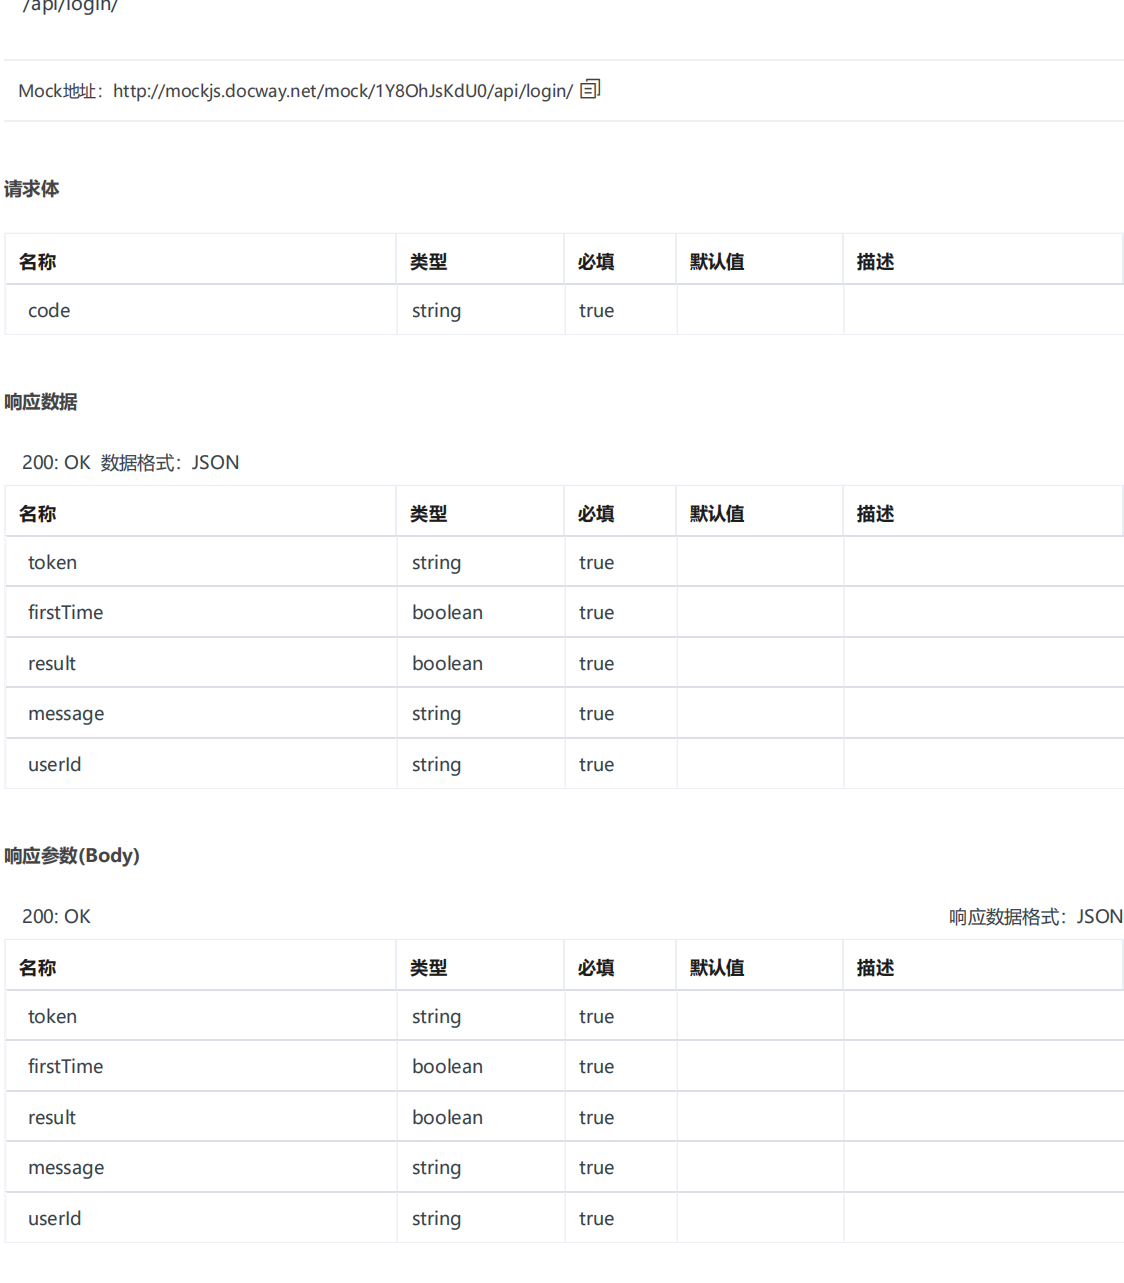 /api/login/
Mock地址：http://mockjs.docway.net/mock/1Y8OhJsKdU0/api/login/
请求体
名称 类型 必填 默认值 描述
code string true
响应数据
200: OK 数据格式：JSON
名称 类型 必填 默认值 描述
token string true
firstTime boolean true
result boolean true
message string true
userId string true
响应参数(Body)
200: OK 响应数据格式：JSON
名称 类型 必填 默认值 描述
token string true
firstTime boolean true
result boolean true
message string true
userId string true